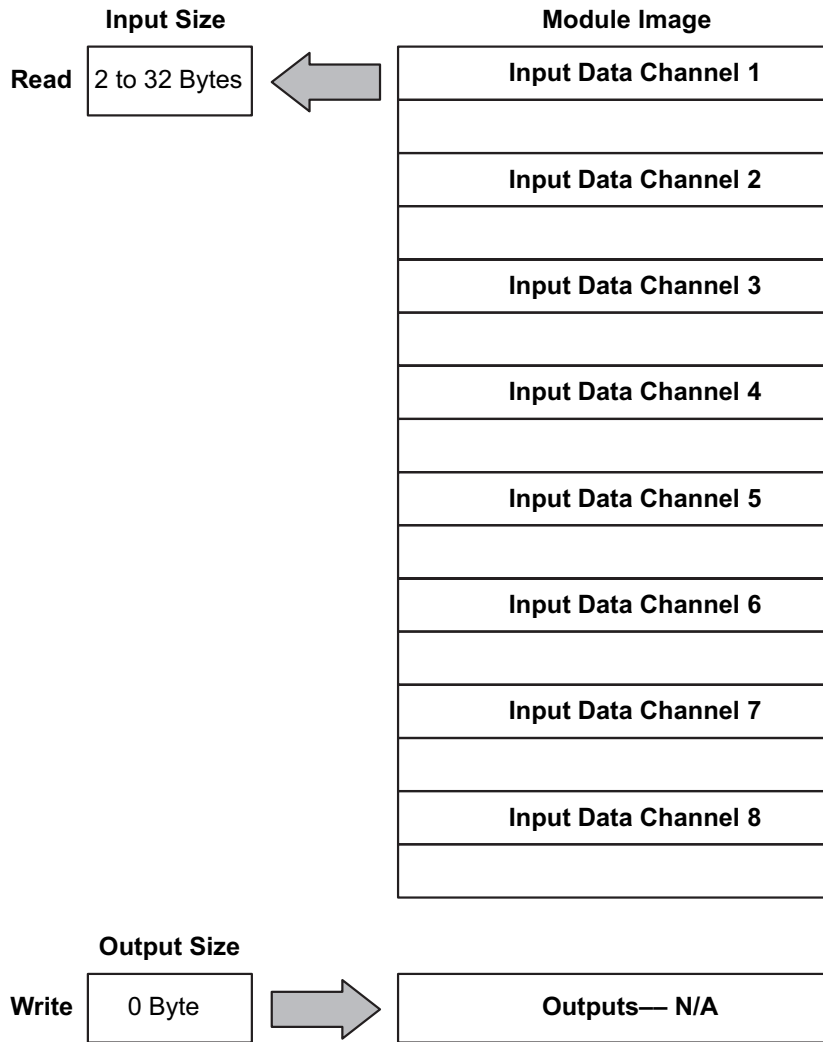 Input Size
Module Image
Read
2 to 32 Bytes
Input Data Channel 1
Input Data Channel 2
Input Data Channel 3
Input Data Channel 4
Input Data Channel 5
Input Data Channel 6
Input Data Channel 7
Input Data Channel 8
Output Size
Write
0 Byte
Outputs— N/A